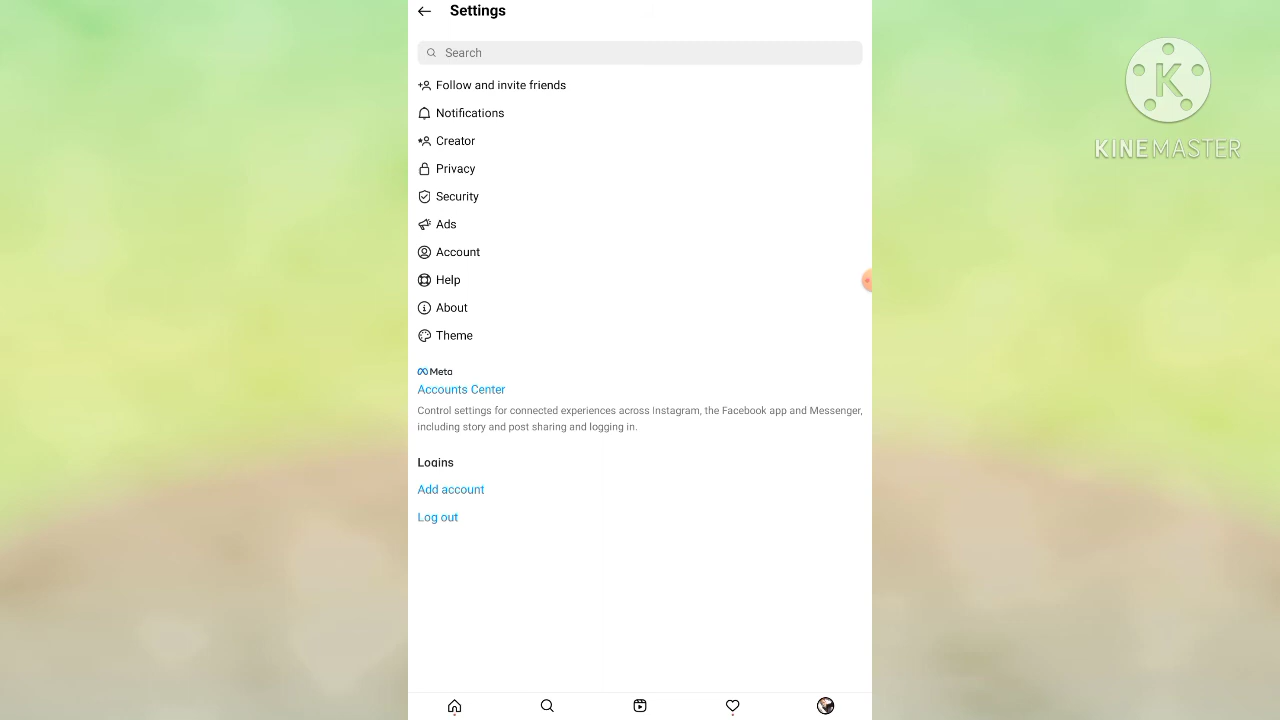 Settings
Search
Follow and invite friends
Notifications
Creator
Privacy
Security
Ads
Account
Help
About
Theme
Meta
Accounts Center
Control settings for connected experiences across Instagram, the Facebook app and Messenger,
including story and post sharing and logging in.
Logins
Add account
Log out
K
KINEMASTER